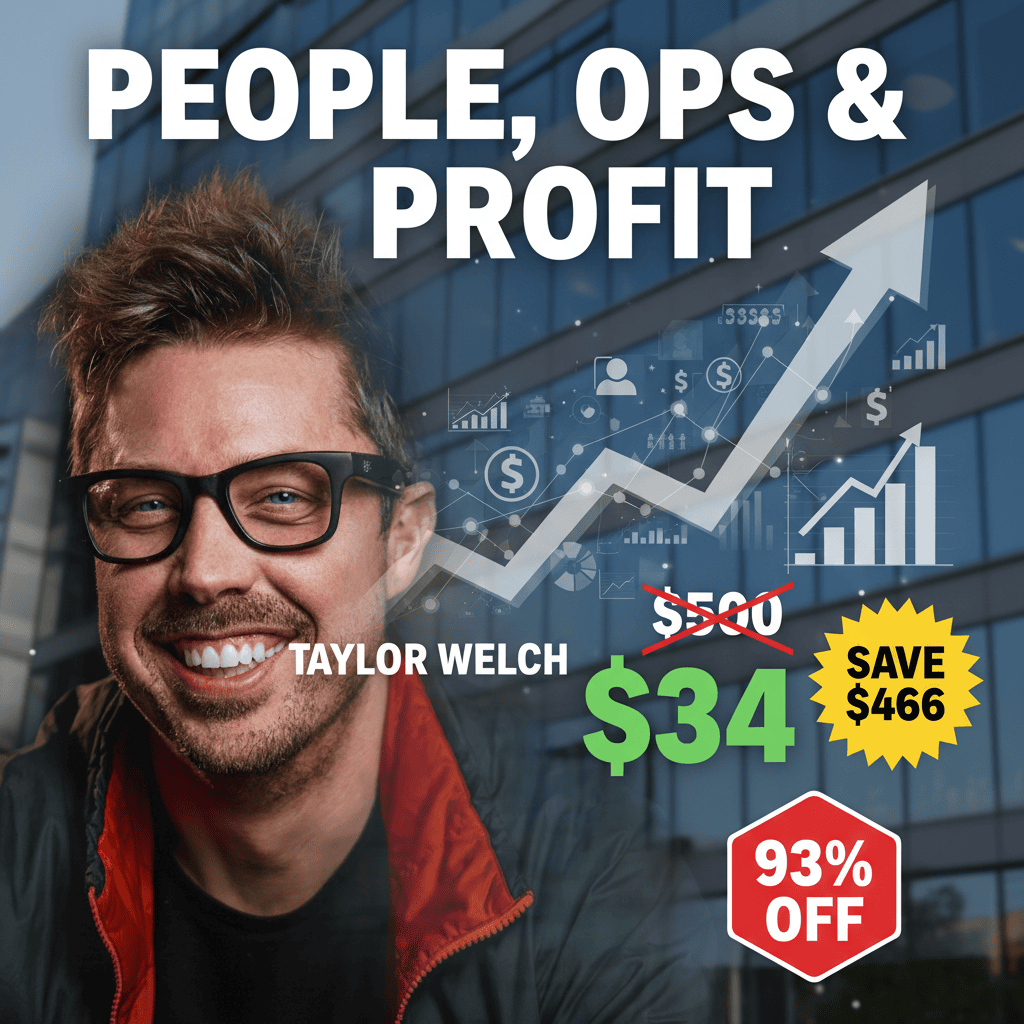 PEOPLE, OPS &
PROFIT
$$$$$
$
$
$
$
TAYLOR WELCH
$500
$34
SAVE
$466
93%
OFF